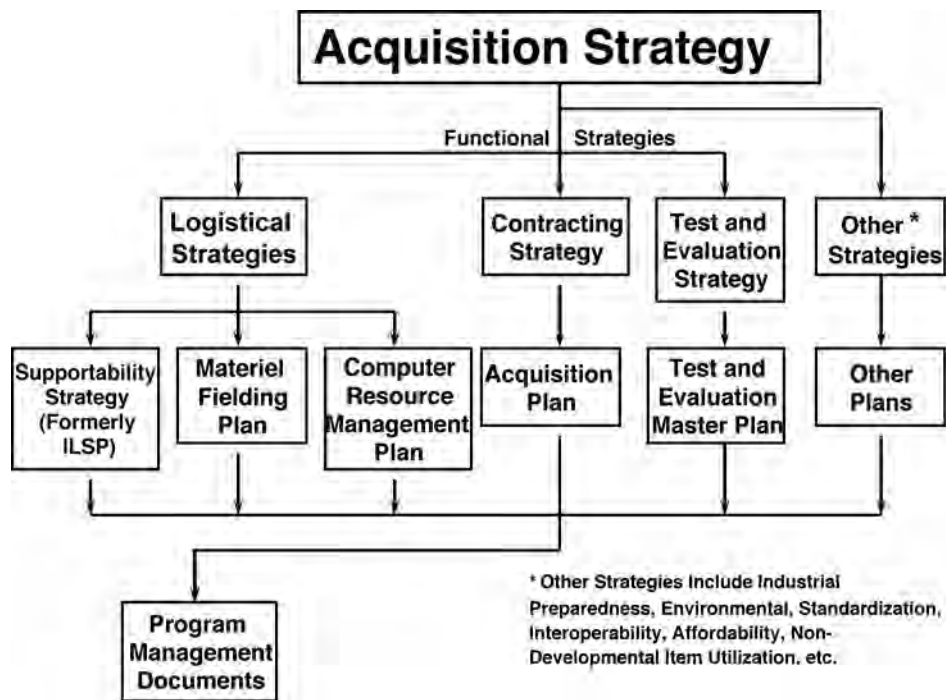 Acquisition Strategy
Functional Strategies
Logistical
Strategies
Contracting
Strategy
Test and
Evaluation
Strategy
Other *
Strategies
Supportability
Strategy
(Formerly
ILSP)
Materiel
Fielding
Plan
Computer
Resource
Management
Plan
Acquisition
Plan
Test and
Evaluation
Master Plan
Other
Plans
* Other Strategies Include Industrial
Preparedness, Environmental, Standardization,
Interoperability, Affordability, Non-
Developmental Item Utilization, etc.
Program
Management
Documents